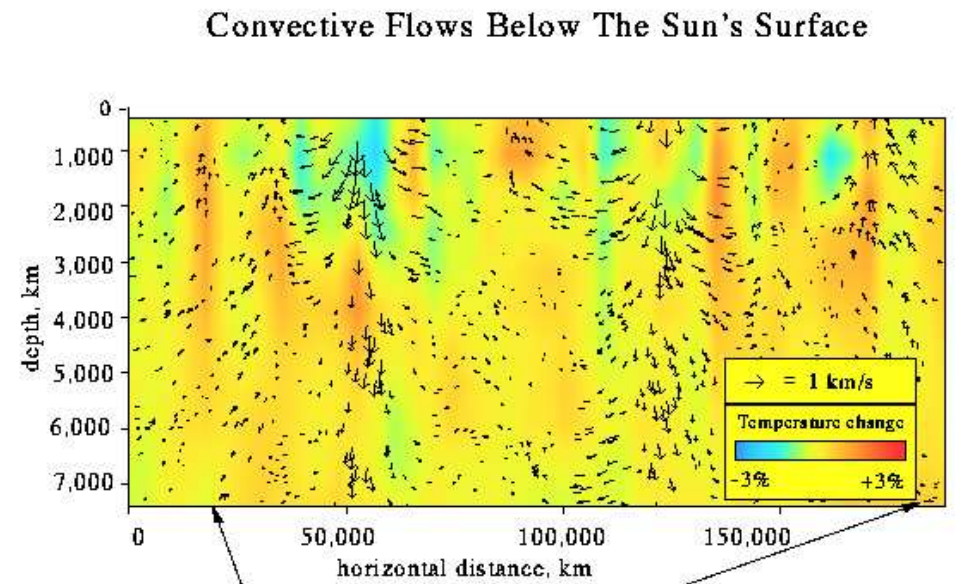 Convective Flows Below The Sun's Surface
0
1,000
2,000
3,000
4,000
5,000
6,000
7,000
depth, km
→ = 1 km/s
Temperature change
-3% +3%
0 50,000 100,000 150,000
horizontal distance, km